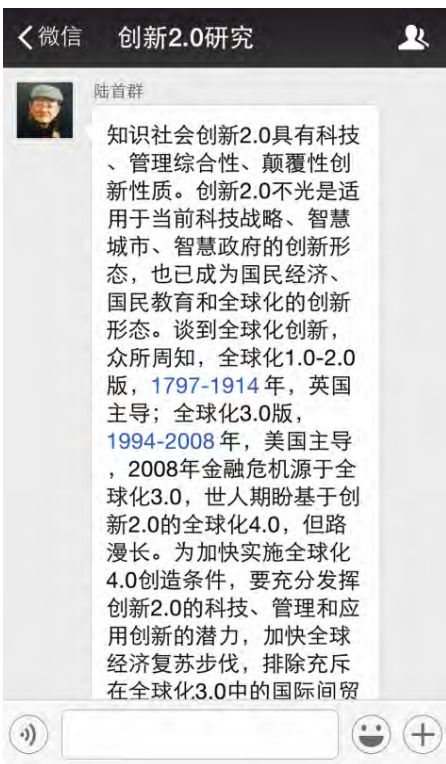 微信
创新2.0研究
陆首群
知识社会创新2.0具有科技
、管理综合性、颠覆性创
新性质。创新2.0不光是适
用于当前科技战略、智慧
城市、智慧政府的创新形
态，也已成为国民经济、
国民教育和全球化的创新
形态。谈到全球化创新，
众所周知，全球化1.0-2.0
版，1797-1914年，英国
主导；全球化3.0版，
1994-2008年，美国主导
，2008年金融危机源于全
球化3.0，世人期盼基于创
新2.0的全球化4.0，但路
漫长。为加快实施全球化
4.0创造条件，要充分发挥
创新2.0的科技、管理和应
用创新的潜力，加快全球
经济复苏步伐，排除充斥
在全球化3.0中的国际间贸